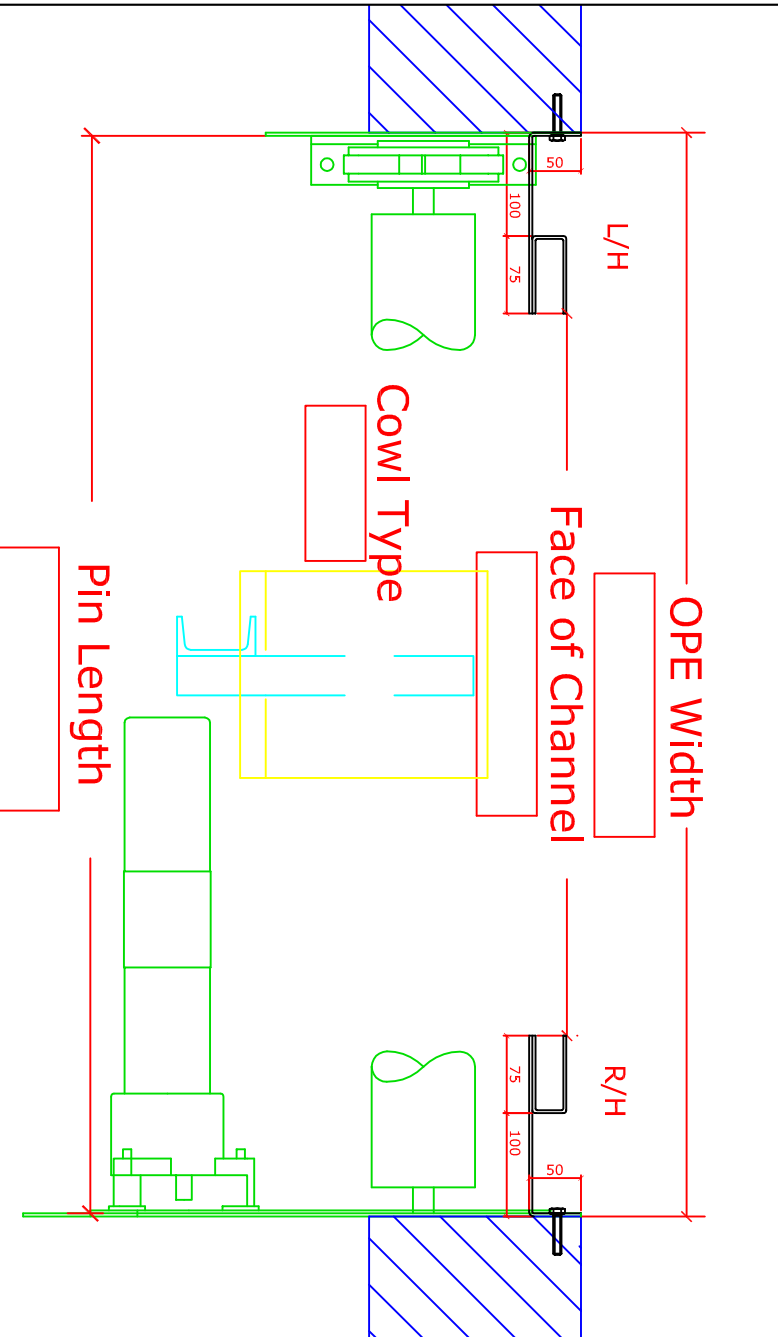 OPE Width
L/H
R/H
Face of Channel
50
100
75
75
100
50
Cowl Type
Pin Length